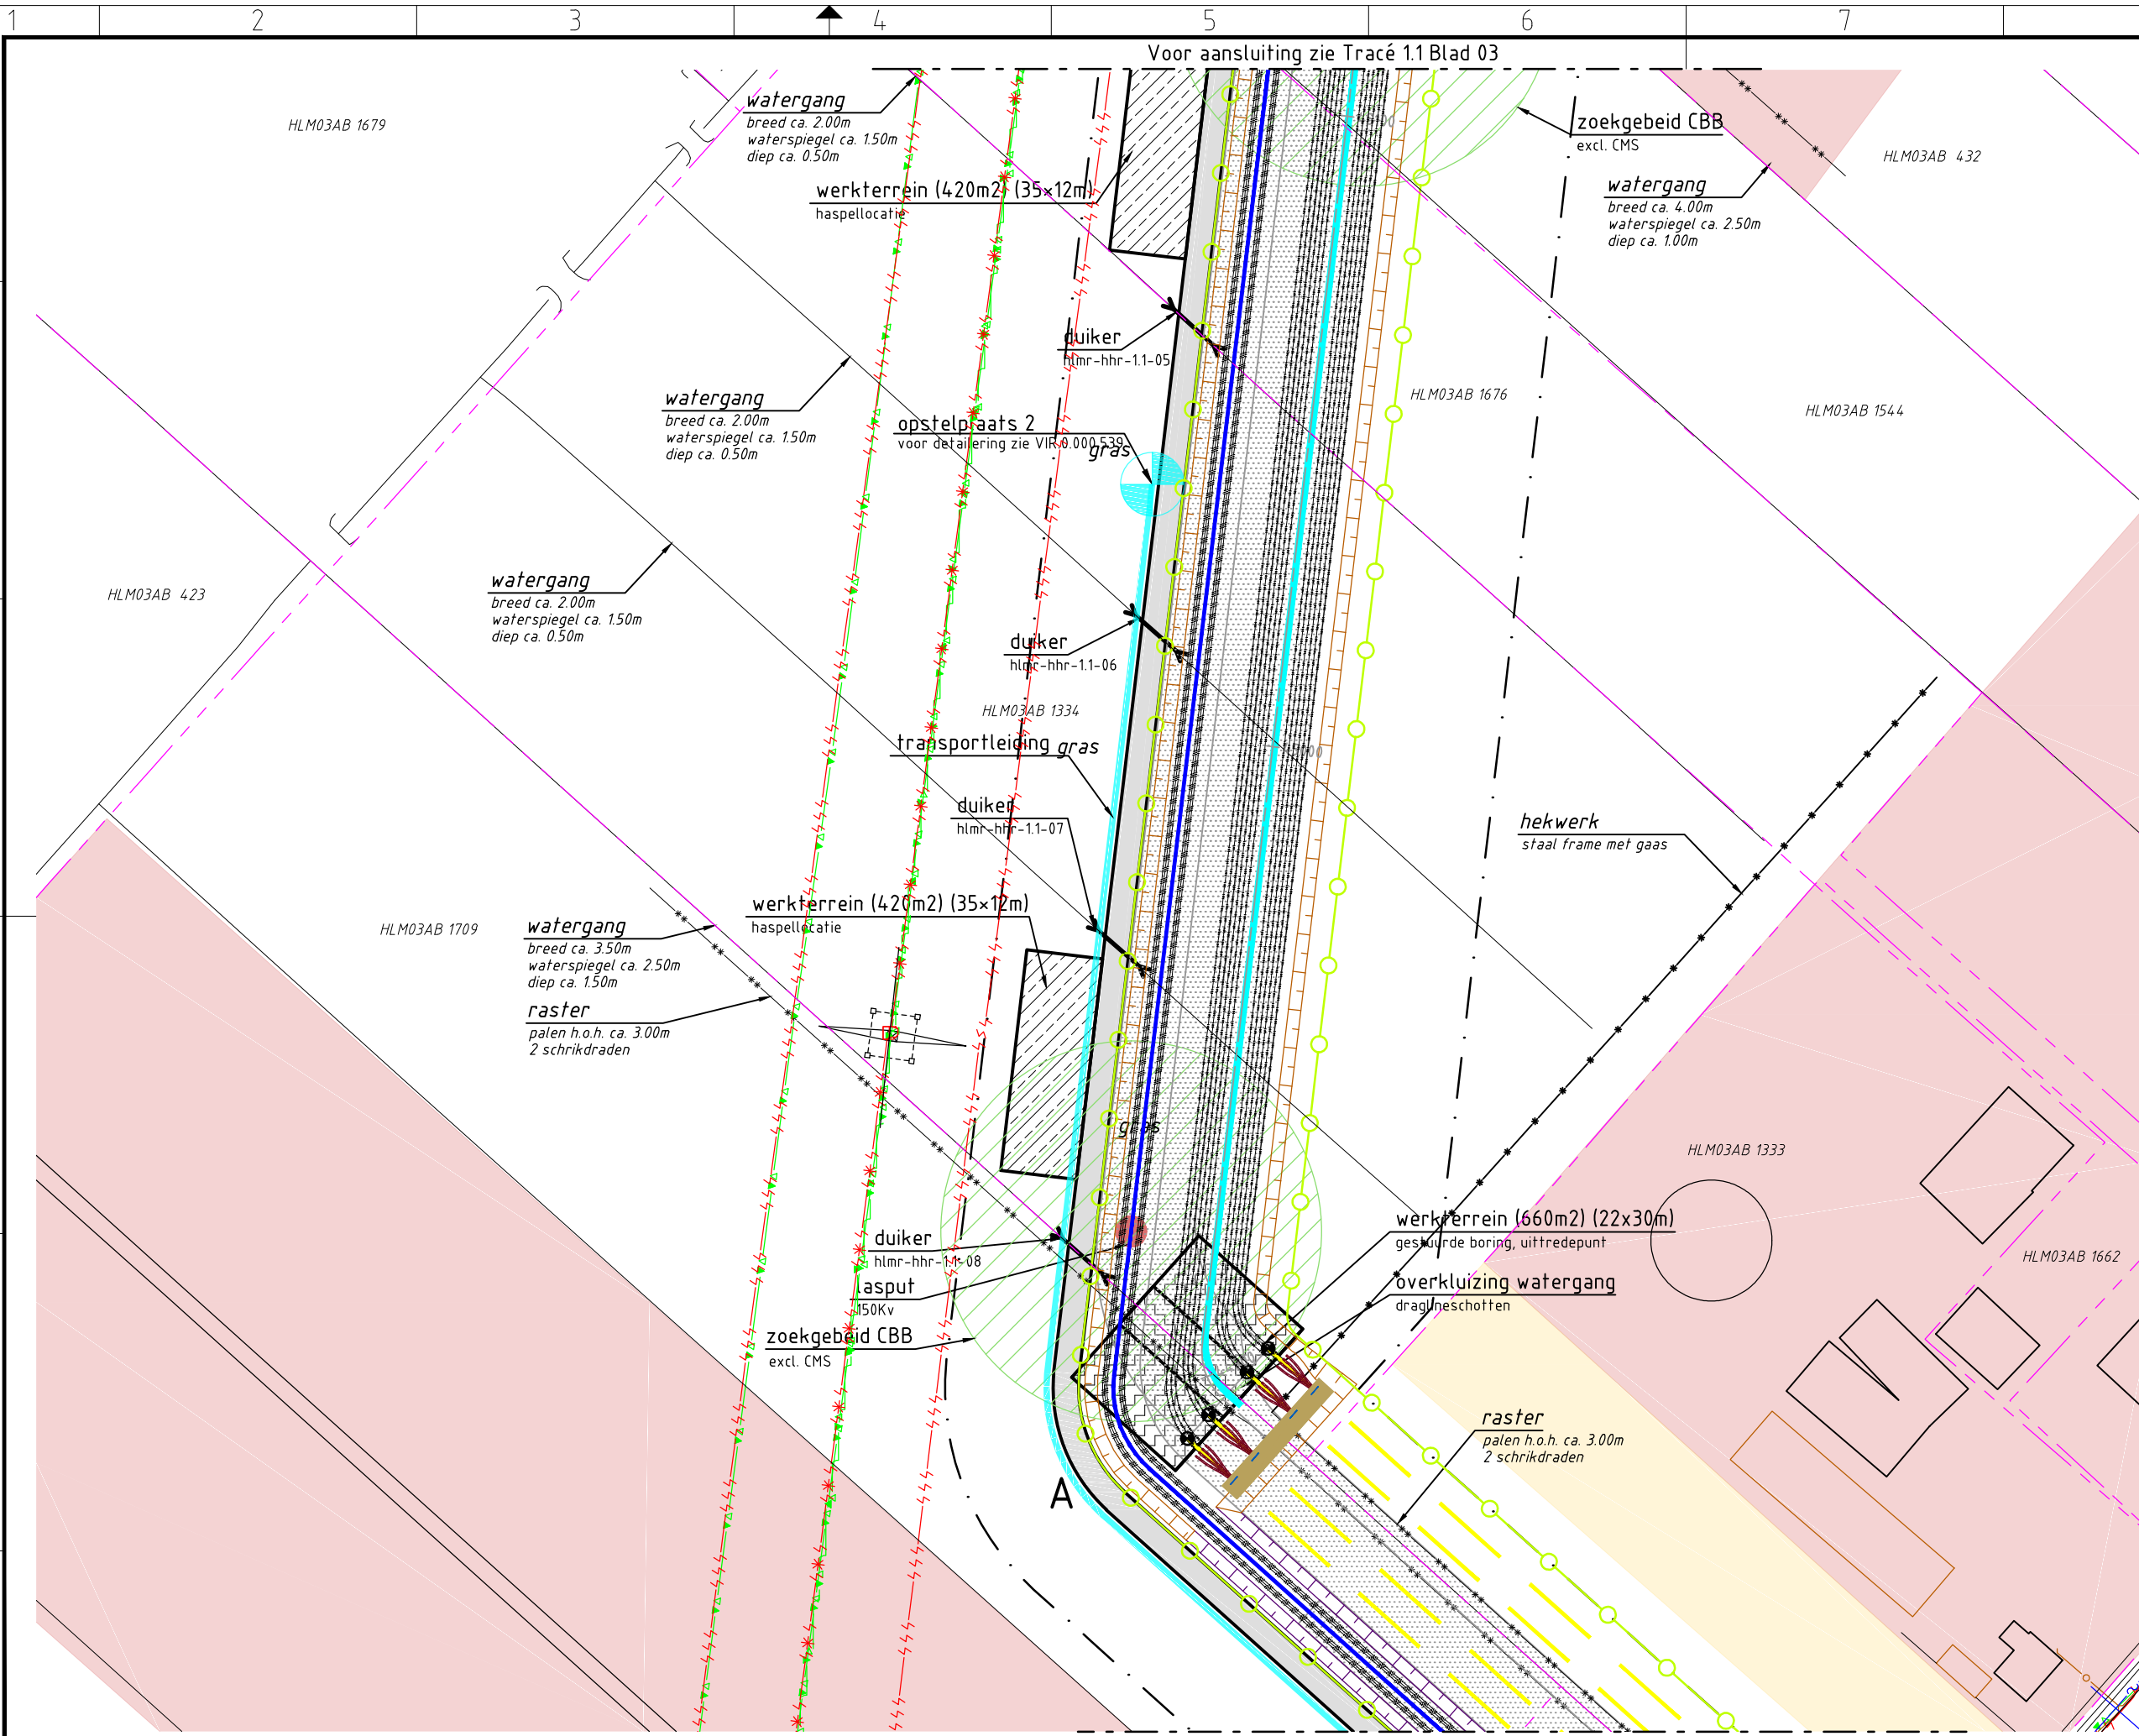 1
2
3
4
5
6
7
Voor aansluiting zie Tracé 1.1 Blad 03
watergang
breed ca. 2.00m
waterspiegel ca. 1.50m
diep ca. 0.50m
HLM03AB 1679
zoekgebeid CBB
excl. CMS
HLM03AB 432
werkterrein (420m2) (35x12m)
haspellocatie
watergang
breed ca. 4.00m
waterspiegel ca. 2.50m
diep ca. 1.00m
duiker
hlmr-hhr-1.1-05
watergang
breed ca. 2.00m
waterspiegel ca. 1.50m
diep ca. 0.50m
HLM03AB 1676
HLM03AB 1544
opstelplaats 2
voor detailering zie VIR-0.000.539
gras
watergang
breed ca. 2.00m
waterspiegel ca. 1.50m
diep ca. 0.50m
HLM03AB 423
duiker
hlmr-hhr-1.1-06
HLM03AB 1334
transportleiding
gras
duiker
hlmr-hhr-1.1-07
hekwerk
staal frame met gaas
werkterrein (420m2) (35x12m)
haspellocatie
watergang
breed ca. 3.50m
waterspiegel ca. 2.50m
diep ca. 1.50m
HLM03AB 1709
raster
palen h.o.h. ca. 3.00m
2 schrikdraden
gras
HLM03AB 1333
werkterrein (660m2) (22x30m)
gestuurde boring, uittredepunt
duiker
hlmr-hhr-1.1-08
HLM03AB 1662
lasput
150Kv
overkluizing watergang
draglineschotten
zoekgebeid CBB
excl. CMS
raster
palen h.o.h. ca. 3.00m
2 schrikdraden
A